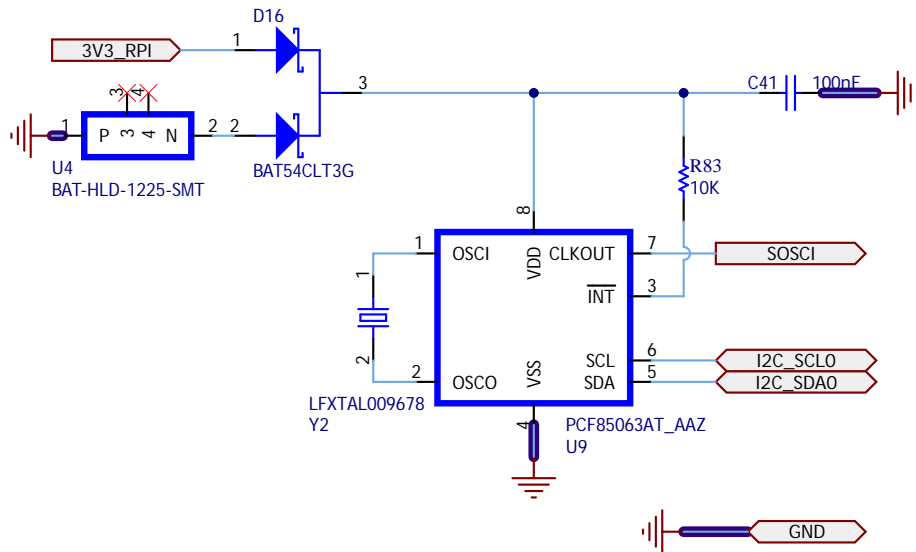 D16
3V3_RPI
1
3
C41
100nF
3
4
1
P
3
4
N
2
2
U4
BAT-HLD-1225-SMT
BAT54CLT3G
R83
10K
8
1
OSCI
VDD
CLKOUT
7
SOSCI
1
INT
3
2
SCL
6
I2C_SCL0
2
OSCO
VSS
SDA
5
I2C_SDA0
LFXTAL009678
Y2
4
PCF85063AT_AAZ
U9
GND